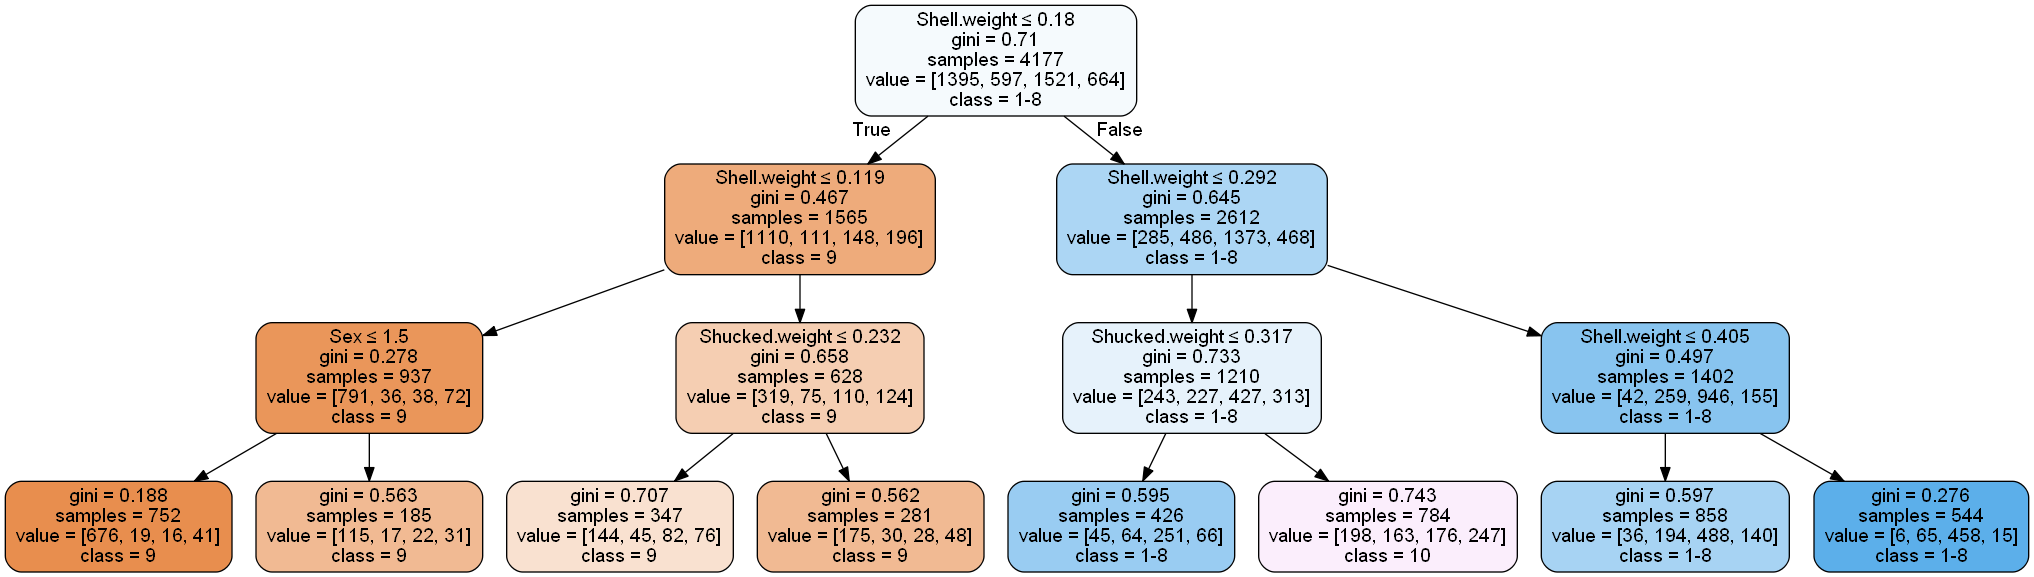 Shell.weight ≤ 0.18
gini = 0.71
samples = 4177
value = [1395, 597, 1521, 664]
class = 1-8
True
False
Shell.weight ≤ 0.119
gini = 0.467
samples = 1565
value = [1110, 111, 148, 196]
class = 9
Shell.weight ≤ 0.292
gini = 0.645
samples = 2612
value = [285, 486, 1373, 468]
class = 1-8
Sex ≤ 1.5
gini = 0.278
samples = 937
value = [791, 36, 38, 72]
class = 9
Shucked.weight ≤ 0.232
gini = 0.658
samples = 628
value = [319, 75, 110, 124]
class = 9
Shucked.weight ≤ 0.317
gini = 0.733
samples = 1210
value = [243, 227, 427, 313]
class = 1-8
Shell.weight ≤ 0.405
gini = 0.497
samples = 1402
value = [42, 259, 946, 155]
class = 1-8
gini = 0.188
samples = 752
value = [676, 19, 16, 41]
class = 9
gini = 0.563
samples = 185
value = [115, 17, 22, 31]
class = 9
gini = 0.707
samples = 347
value = [144, 45, 82, 76]
class = 9
gini = 0.562
samples = 281
value = [175, 30, 28, 48]
class = 9
gini = 0.595
samples = 426
value = [45, 64, 251, 66]
class = 1-8
gini = 0.743
samples = 784
value = [198, 163, 176, 247]
class = 10
gini = 0.597
samples = 858
value = [36, 194, 488, 140]
class = 1-8
gini = 0.276
samples = 544
value = [6, 65, 458, 15]
class = 1-8